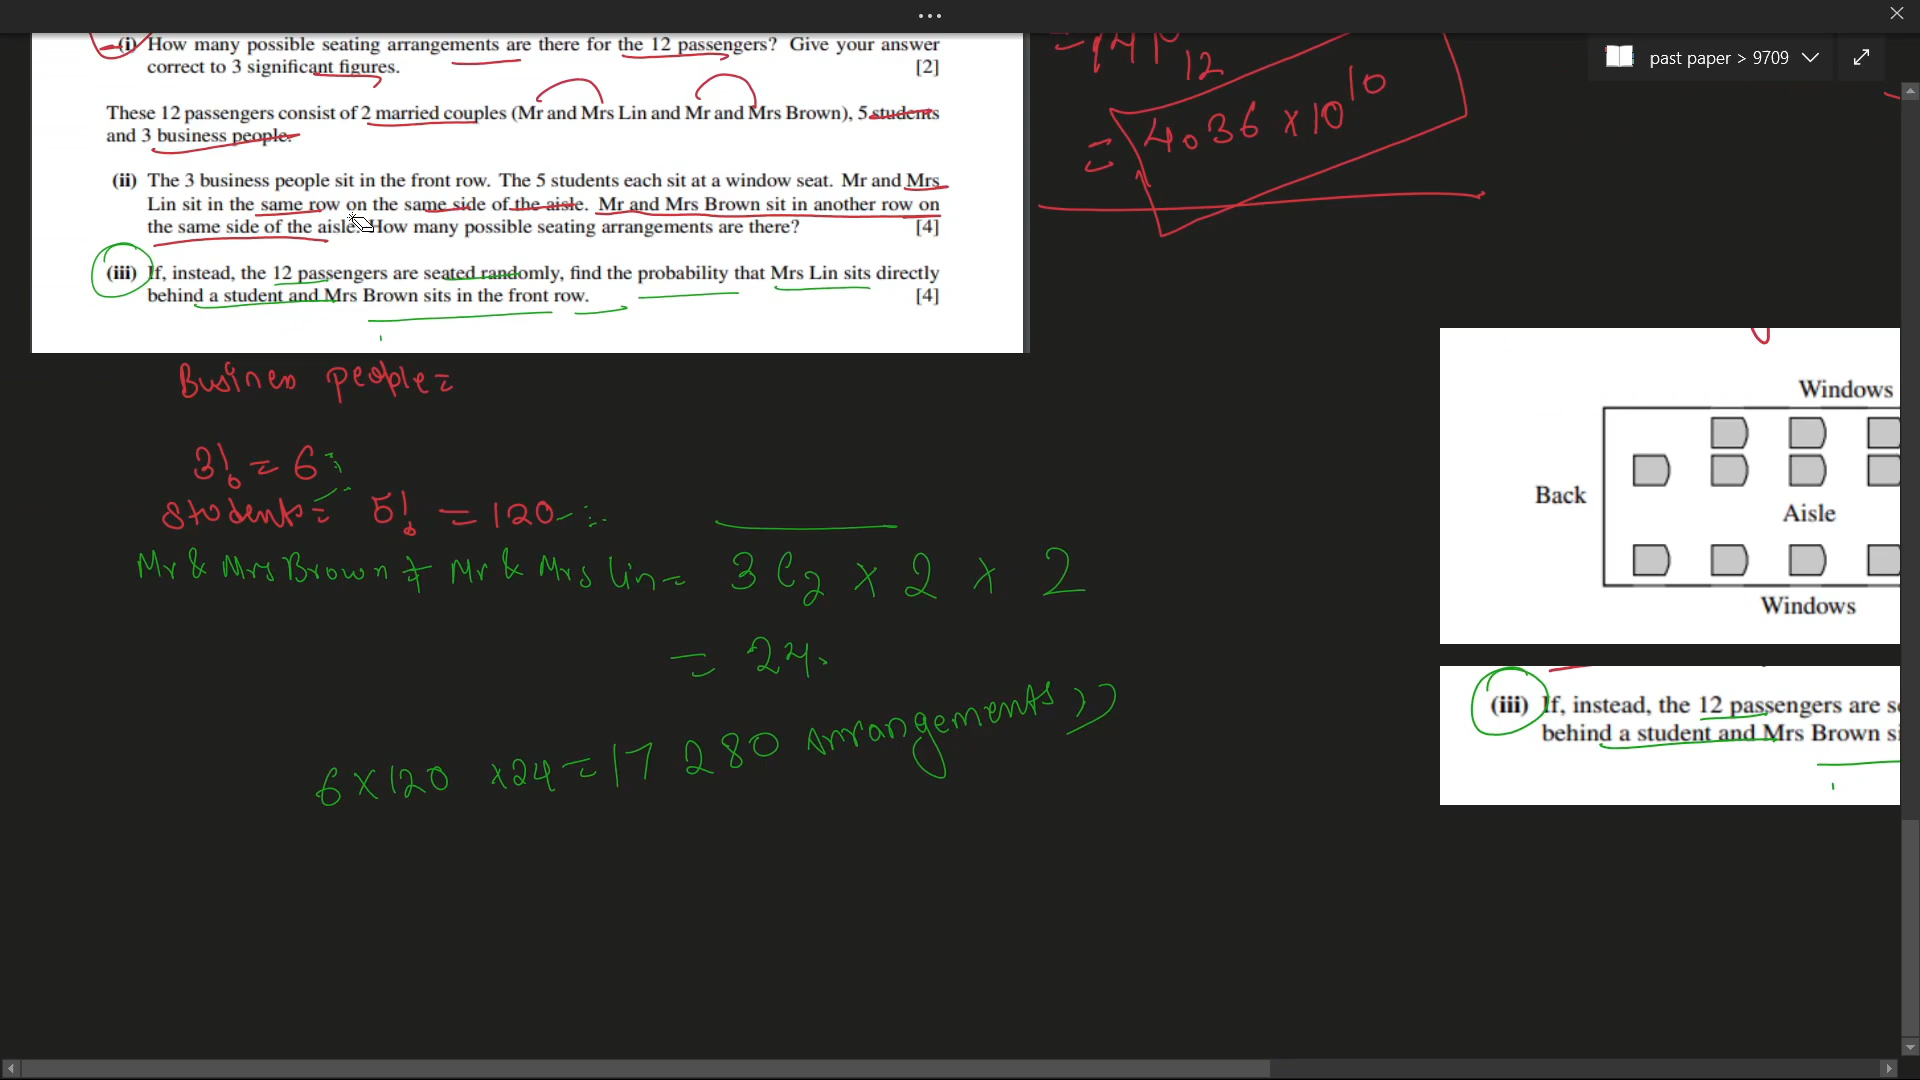 past paper > 9709
(i) How many possible seating arrangements are there for the 12 passengers? Give your answer
correct to 3 significant figures. [2]
These 12 passengers consist of 2 married couples (Mr and Mrs Lin and Mr and Mrs Brown), 5 students
and 3 business people.
(ii) The 3 business people sit in the front row. The 5 students each sit at a window seat. Mr and Mrs
Lin sit in the same row on the same side of the aisle. Mr and Mrs Brown sit in another row on
the same side of the aisle. How many possible seating arrangements are there? [4]
(iii) If, instead, the 12 passengers are seated randomly, find the probability that Mrs Lin sits directly
behind a student and Mrs Brown sits in the front row. [4]
= 14P12
= 4.36 × 10^10
Business people =
3! = 6
Students = 5! = 120
Mr & Mrs Brown & Mr & Mrs Lin = 3C2 × 2 × 2
= 24
6 × 120 × 24 = 17 280 arrangements
Windows
Back
Aisle
Windows
(iii) If, instead, the 12 passengers are
behind a student and Mrs Brown